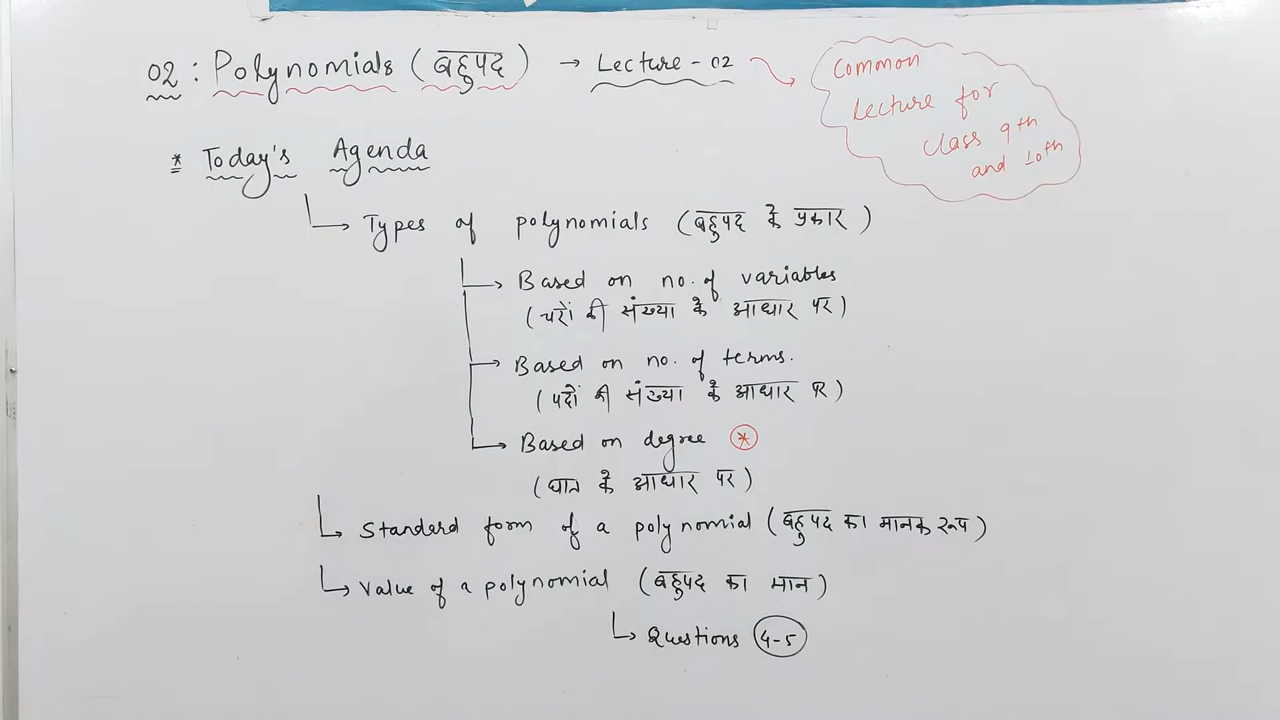 02 : Polynomials (बहुपद) → Lecture - 02
Common
Lecture for
Class 9th
and 10th
* Today's Agenda
Types of polynomials (बहुपद के प्रकार)
Based on no. of variables
(चरों की संख्या के आधार पर)
Based on no. of terms.
(पदों की संख्या के आधार पर)
Based on degree *
(घात के आधार पर)
Standard form of a polynomial (बहुपद का मानक रूप)
Value of a polynomial (बहुपद का मान)
Questions 4-5